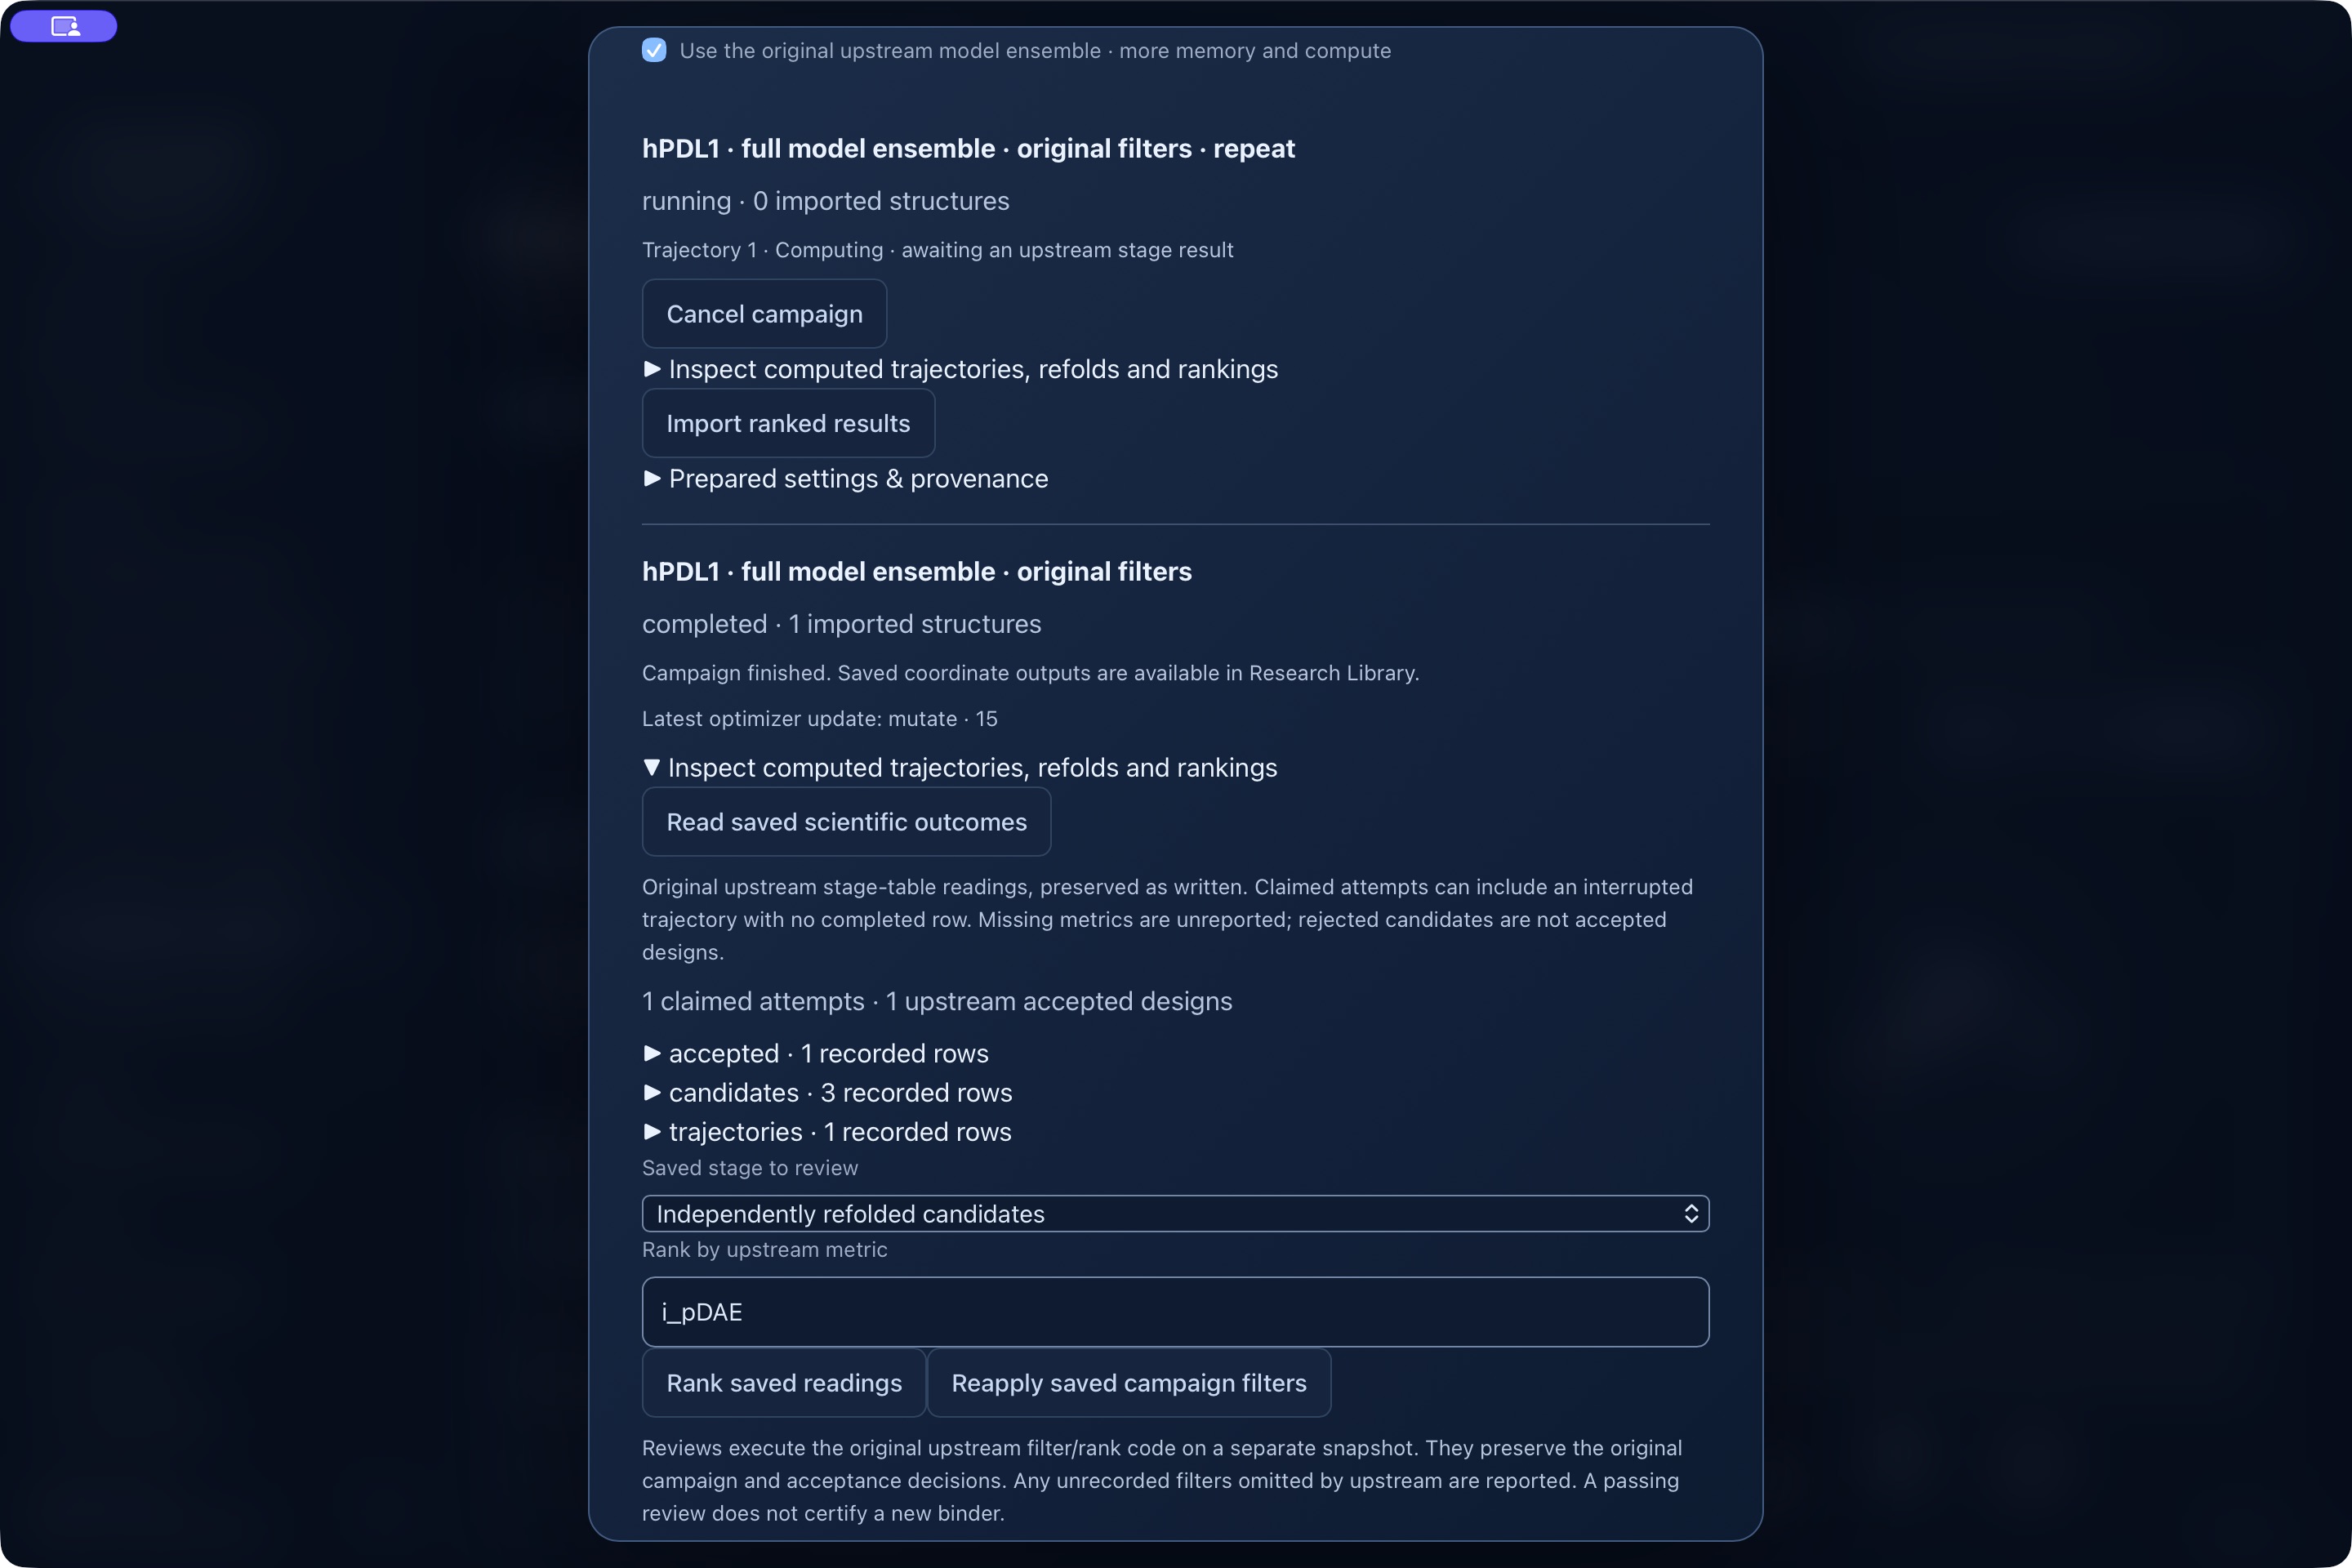 Use the original upstream model ensemble · more memory and compute
hPDL1 · full model ensemble · original filters · repeat
running · 0 imported structures
Trajectory 1 · Computing · awaiting an upstream stage result
Cancel campaign
Inspect computed trajectories, refolds and rankings
Import ranked results
Prepared settings & provenance
hPDL1 · full model ensemble · original filters
completed · 1 imported structures
Campaign finished. Saved coordinate outputs are available in Research Library.
Latest optimizer update: mutate · 15
Inspect computed trajectories, refolds and rankings
Read saved scientific outcomes
Original upstream stage-table readings, preserved as written. Claimed attempts can include an interrupted
trajectory with no completed row. Missing metrics are unreported; rejected candidates are not accepted
designs.
1 claimed attempts · 1 upstream accepted designs
accepted · 1 recorded rows
candidates · 3 recorded rows
trajectories · 1 recorded rows
Saved stage to review
Independently refolded candidates
Rank by upstream metric
i_pDAE
Rank saved readings Reapply saved campaign filters
Reviews execute the original upstream filter/rank code on a separate snapshot. They preserve the original
campaign and acceptance decisions. Any unrecorded filters omitted by upstream are reported. A passing
review does not certify a new binder.